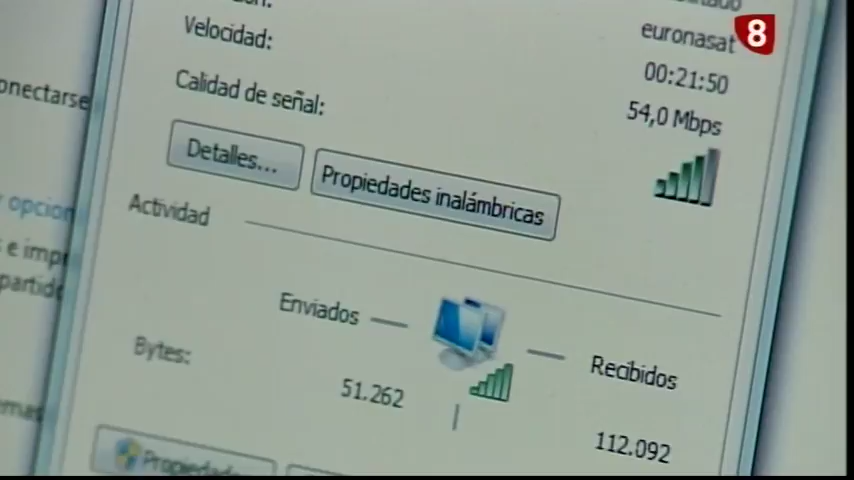 euronasat
8
00:21:50
Velocidad:
54,0 Mbps
Calidad de señal:
onectarse
Detalles...
Propiedades inalámbricas
Actividad
Enviados
Recibidos
Bytes:
51.262
112.092